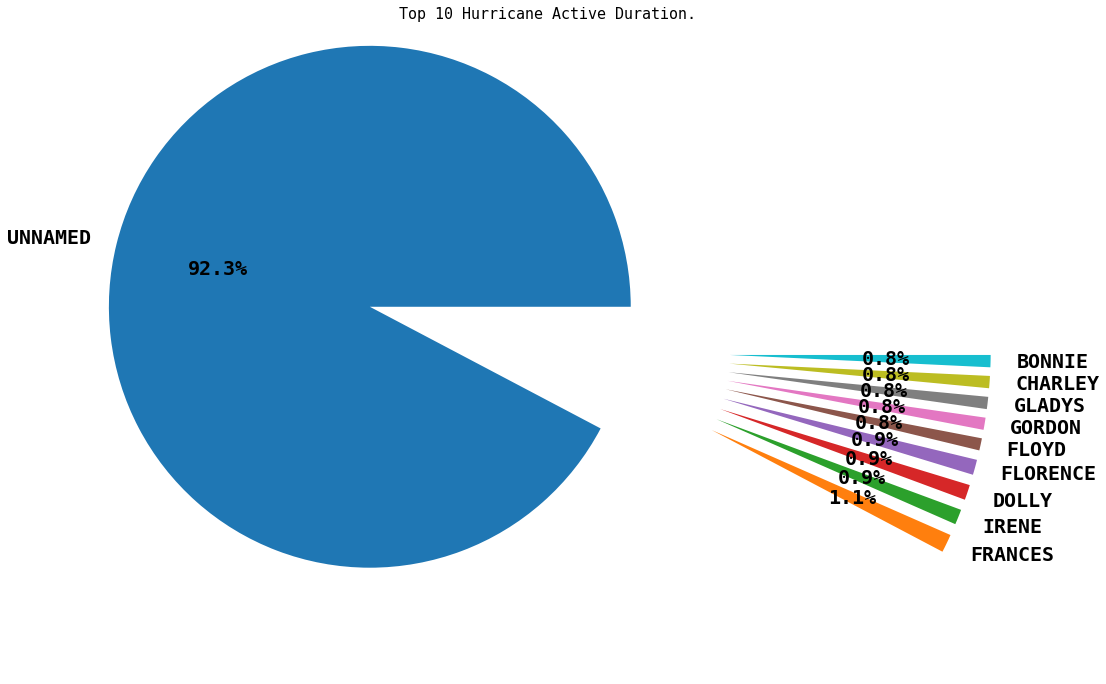 Top 10 Hurricane Active Duration.
UNNAMED
92.3%
0.8%
BONNIE
0.8%
CHARLEY
0.8%
GLADYS
0.8%
GORDON
0.8%
FLOYD
0.9%
FLORENCE
0.9%
DOLLY
0.9%
IRENE
1.1%
FRANCES